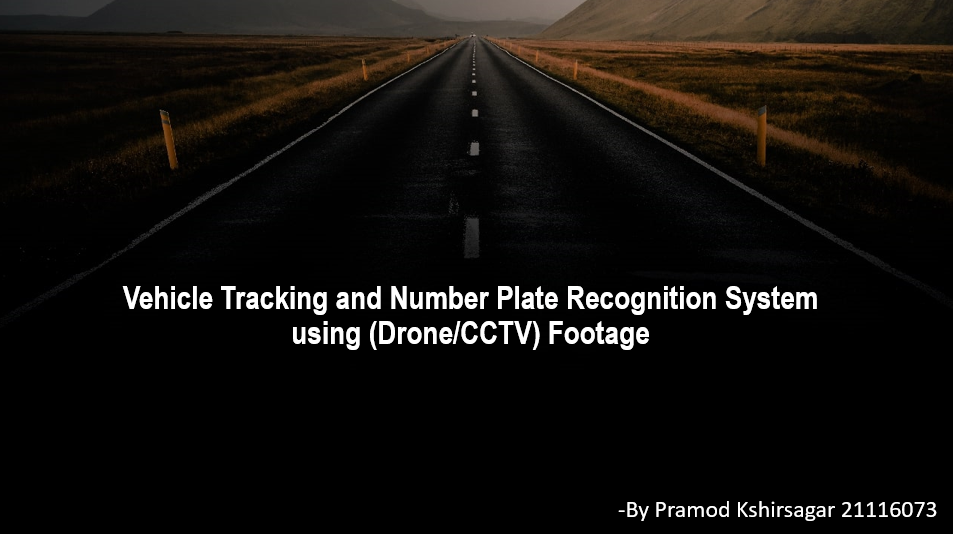 Vehicle Tracking and Number Plate Recognition System
using (Drone/CCTV) Footage
-By Pramod Kshirsagar 21116073